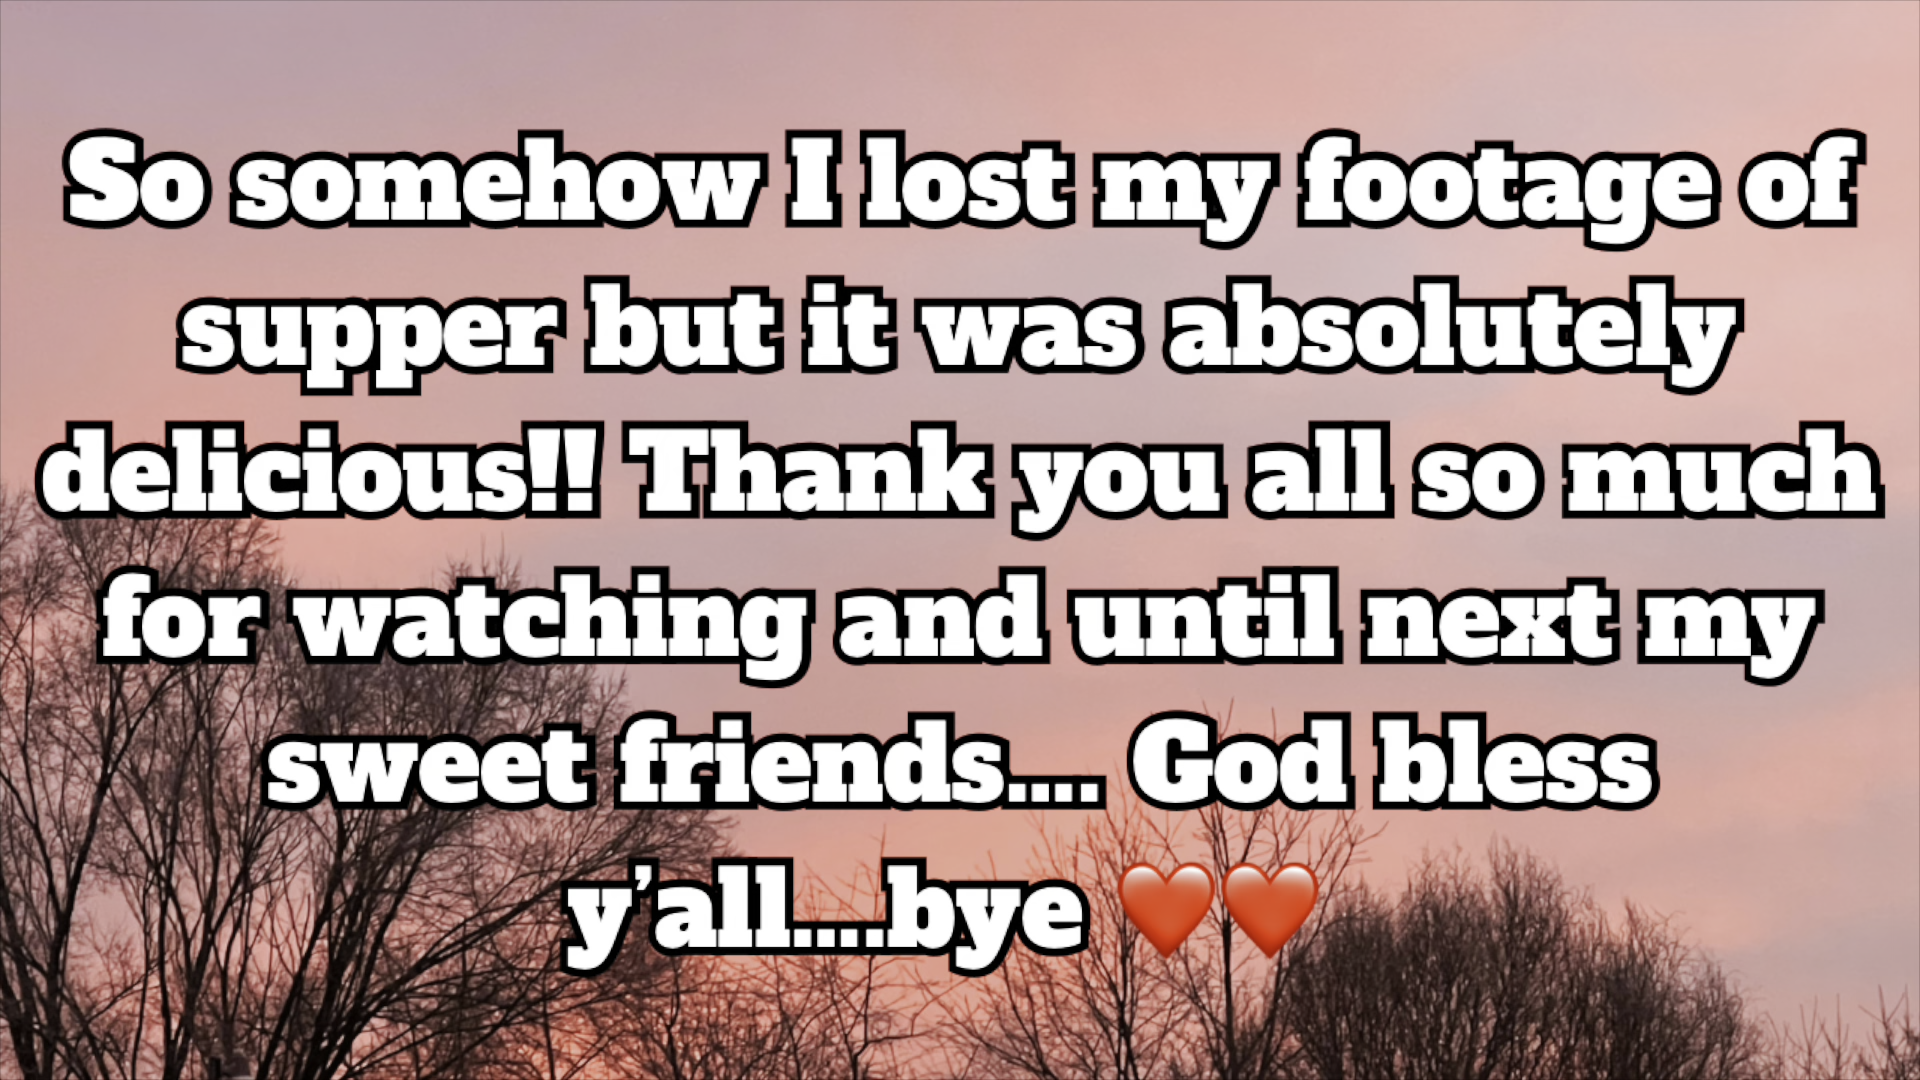 So somehow I lost my footage of
supper but it was absolutely
delicious!! Thank you all so much
for watching and until next my
sweet friends.... God bless
y’all....bye ❤️❤️